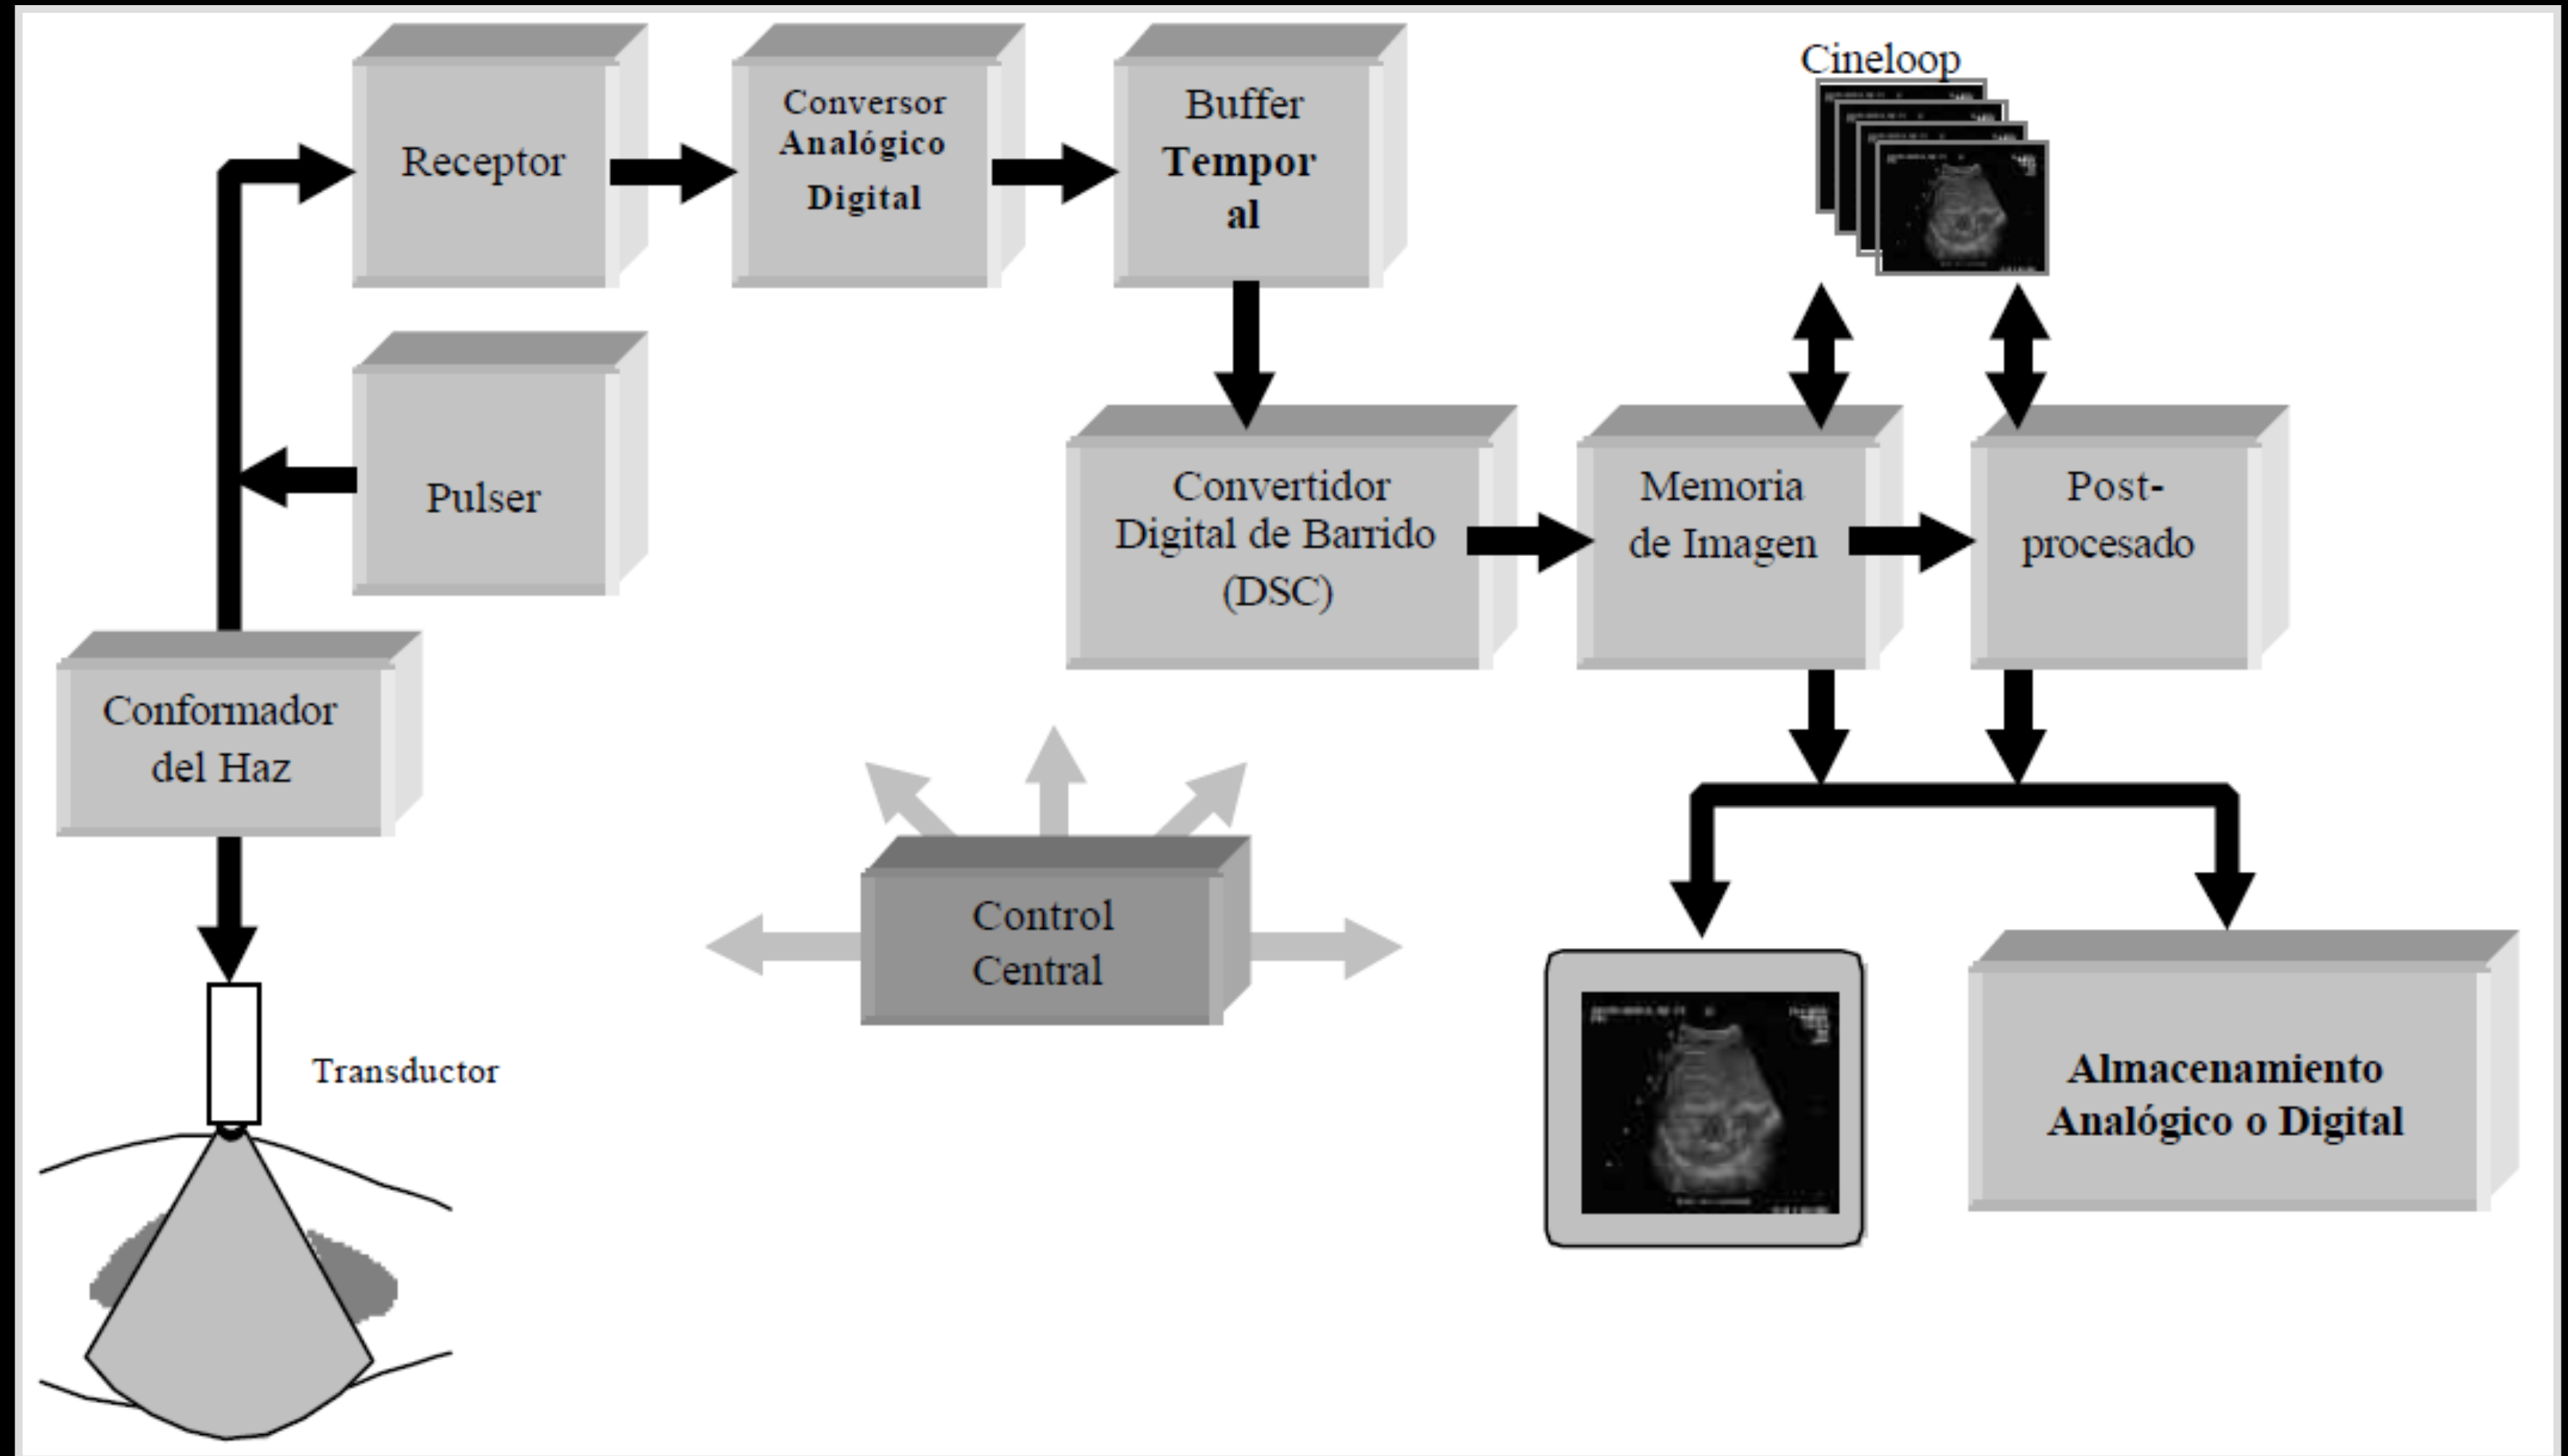 Receptor
Conversor
Analógico
Digital
Buffer
Tempor
al
Cineloop
Pulser
Convertidor
Digital de Barrido
(DSC)
Memoria
de Imagen
Post-
procesado
Conformador
del Haz
Control
Central
Transductor
Almacenamiento
Analógico o Digital